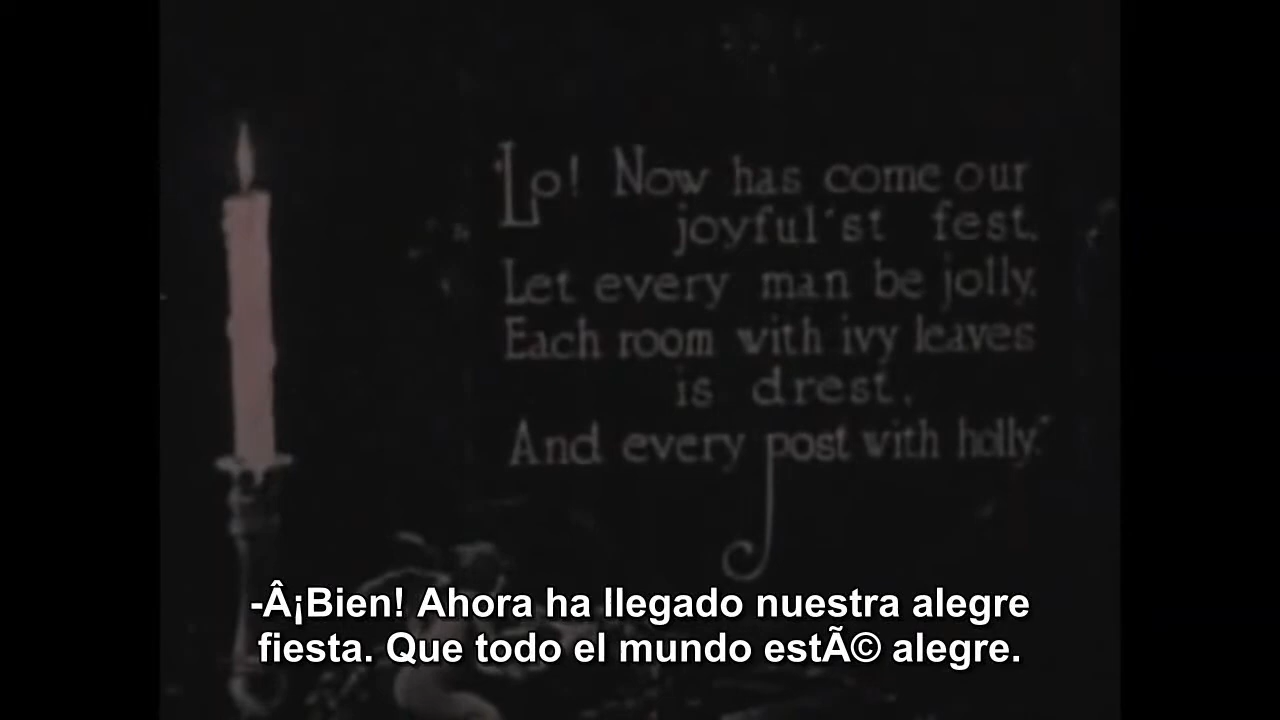 "Lo! Now has come our
joyful'st fest,
Let every man be jolly,
Each room with ivy leaves
is drest,
And every post with holly."
-Â¡Bien! Ahora ha llegado nuestra alegre
fiesta. Que todo el mundo estÃ© alegre.